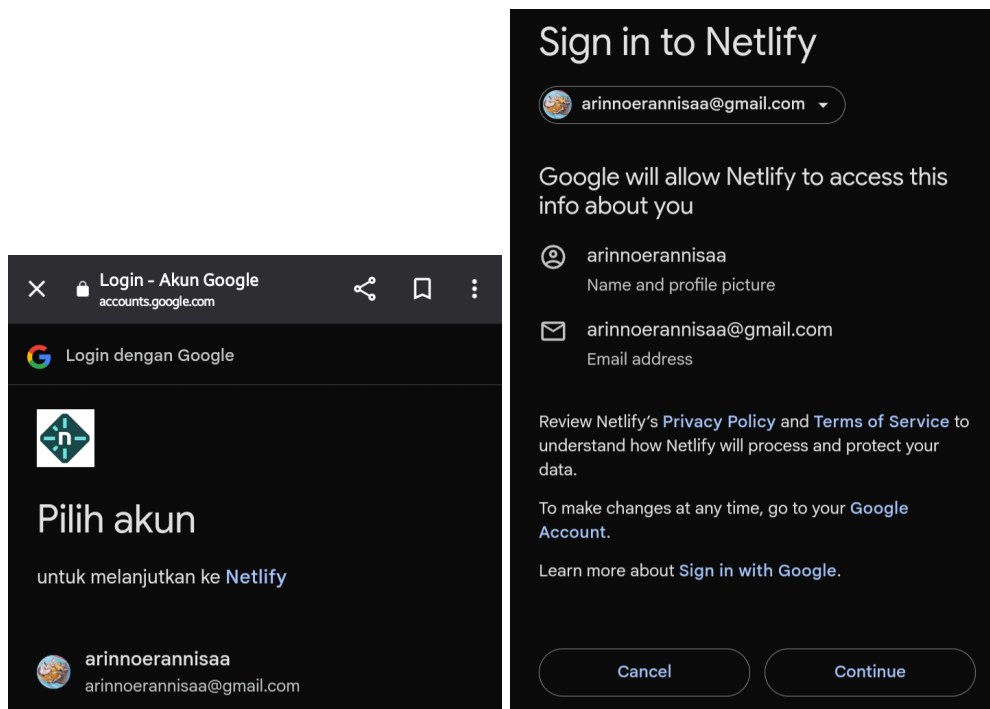 Login - Akun Google
accounts.google.com
Login dengan Google
n
Pilih akun
untuk melanjutkan ke Netlify
arinnoerannisaa
arinnoerannisaa@gmail.com
Sign in to Netlify
arinnoerannisaa@gmail.com
Google will allow Netlify to access this
info about you
arinnoerannisaa
Name and profile picture
arinnoerannisaa@gmail.com
Email address
Review Netlify’s Privacy Policy and Terms of Service to
understand how Netlify will process and protect your
data.
To make changes at any time, go to your Google
Account.
Learn more about Sign in with Google.
Cancel
Continue